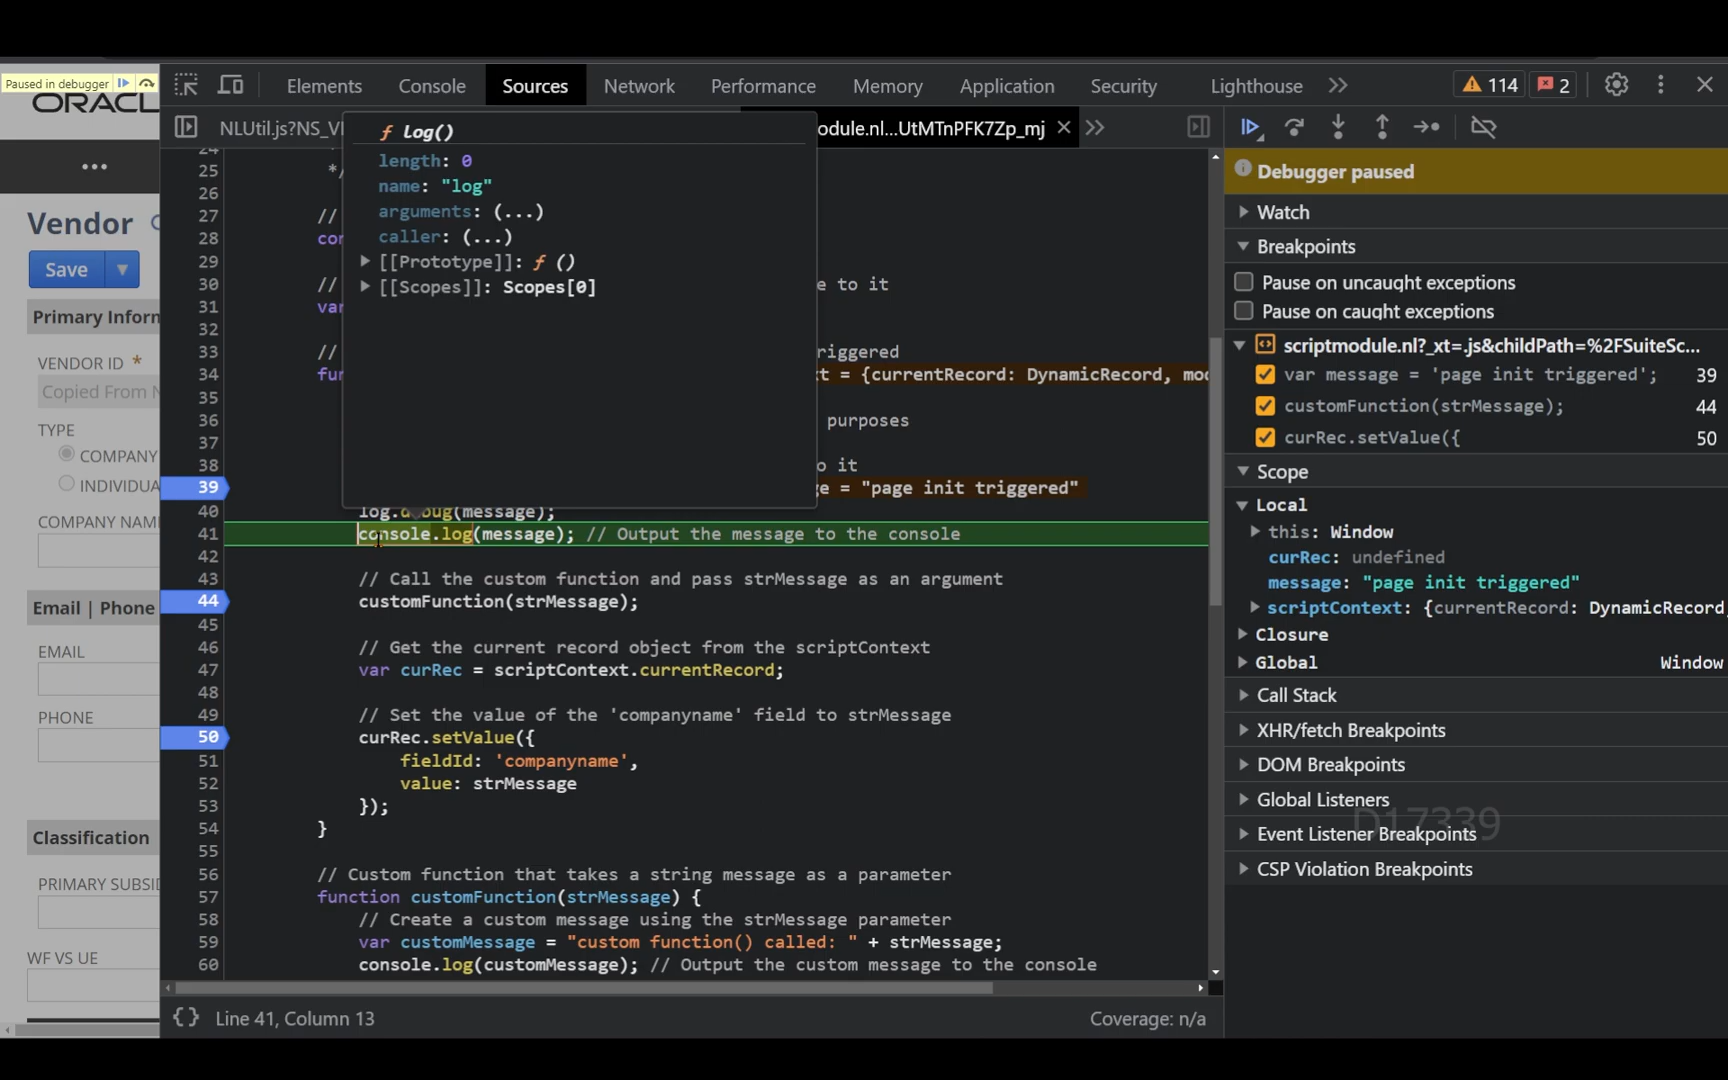 Paused in debugger
ORACL
Elements
Console
Sources
Network
Performance
Memory
Application
Security
Lighthouse
114
2
NLUtil.js?NS_V
odule.nl...UtMTnPFK7Zp_mj
Vendor
Save
Primary Inform
VENDOR ID *
Copied From N
TYPE
COMPANY
INDIVIDUA
COMPANY NAM
Email | Phone
EMAIL
PHONE
Classification
PRIMARY SUBSID
WF VS UE
f log()
length: 0
name: "log"
arguments: (...)
caller: (...)
[[Prototype]]: f ()
[[Scopes]]: Scopes[0]
24
25 */
26
27 //
28 con
29
30 // e to it
31 var
32
33 // riggered
34 fun xt = {currentRecord: DynamicRecord, mod
35
36 purposes
37
38 o it
39 ge = "page init triggered"
40 log.debug(message);
41 console.log(message); // Output the message to the console
42
43 // Call the custom function and pass strMessage as an argument
44 customFunction(strMessage);
45
46 // Get the current record object from the scriptContext
47 var curRec = scriptContext.currentRecord;
48
49 // Set the value of the 'companyname' field to strMessage
50 curRec.setValue({
51 fieldId: 'companyname',
52 value: strMessage
53 });
54 }
55
56 // Custom function that takes a string message as a parameter
57 function customFunction(strMessage) {
58 // Create a custom message using the strMessage parameter
59 var customMessage = "custom function() called: " + strMessage;
60 console.log(customMessage); // Output the custom message to the console
{} Line 41, Column 13
Coverage: n/a
Debugger paused
Watch
Breakpoints
Pause on uncaught exceptions
Pause on caught exceptions
scriptmodule.nl?_xt=.js&childPath=%2FSuiteSc...
var message = 'page init triggered'; 39
customFunction(strMessage); 44
curRec.setValue({ 50
Scope
Local
this: Window
curRec: undefined
message: "page init triggered"
scriptContext: {currentRecord: DynamicRecord,
Closure
Global Window
Call Stack
XHR/fetch Breakpoints
DOM Breakpoints
Global Listeners
D17339
Event Listener Breakpoints
CSP Violation Breakpoints